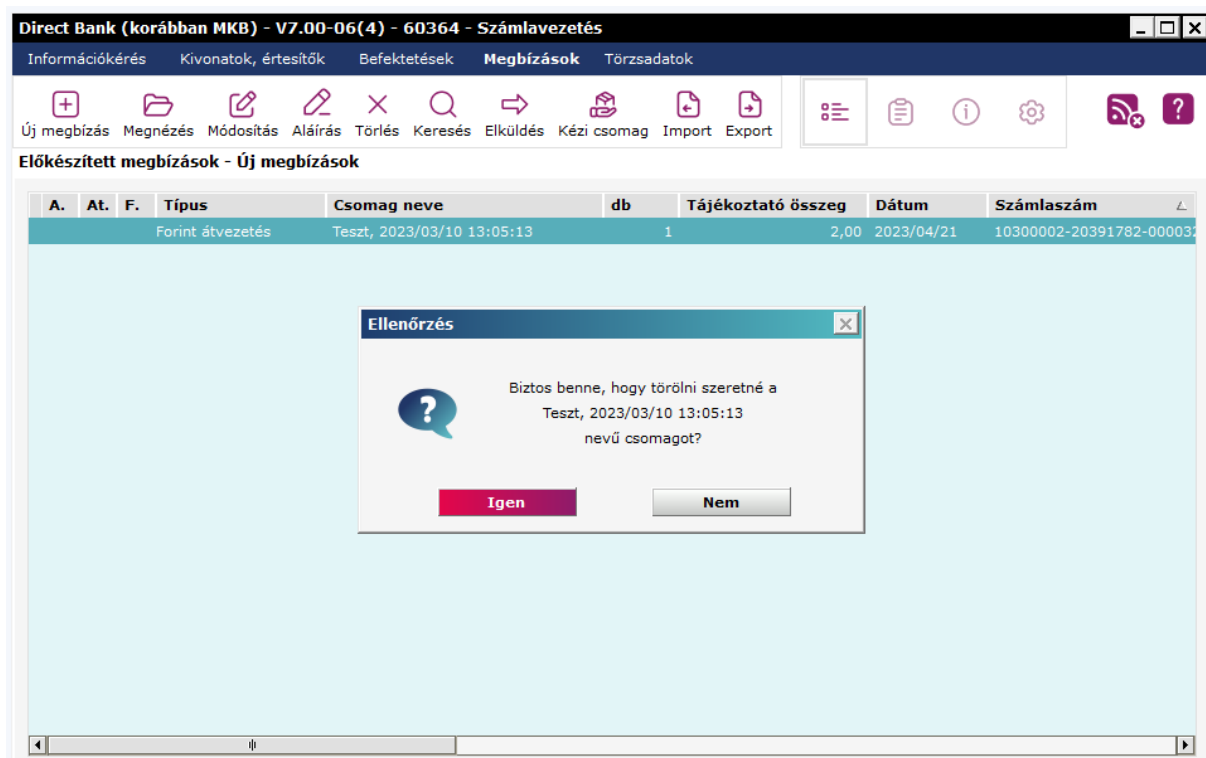 Direct Bank (korábban MKB) - V7.00-06(4) - 60364 - Számlavezetés
Információkérés Kivonatok, értesítők Befektetések Megbízások Törzsadatok
Új megbízás Megnézés Módosítás Aláírás Törlés Keresés Elküldés Kézi csomag Import Export
Előkészített megbízások - Új megbízások
A. At. F. Típus Csomag neve db Tájékoztató összeg Dátum Számlaszám
Forint átvezetés Teszt, 2023/03/10 13:05:13 1 2,00 2023/04/21 10300002-20391782-000032
Ellenőrzés
Biztos benne, hogy törölni szeretné a
Teszt, 2023/03/10 13:05:13
nevű csomagot?
Igen Nem